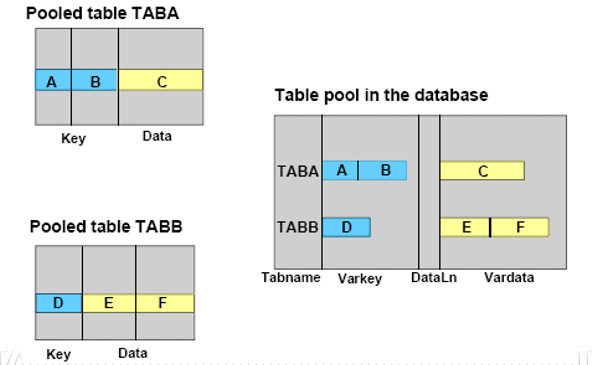 Pooled table TABA
A B C
Key Data
Table pool in the database
TABA A B C
TABB D E F
Tabname Varkey DataLn Vardata
Pooled table TABB
D E F
Key Data